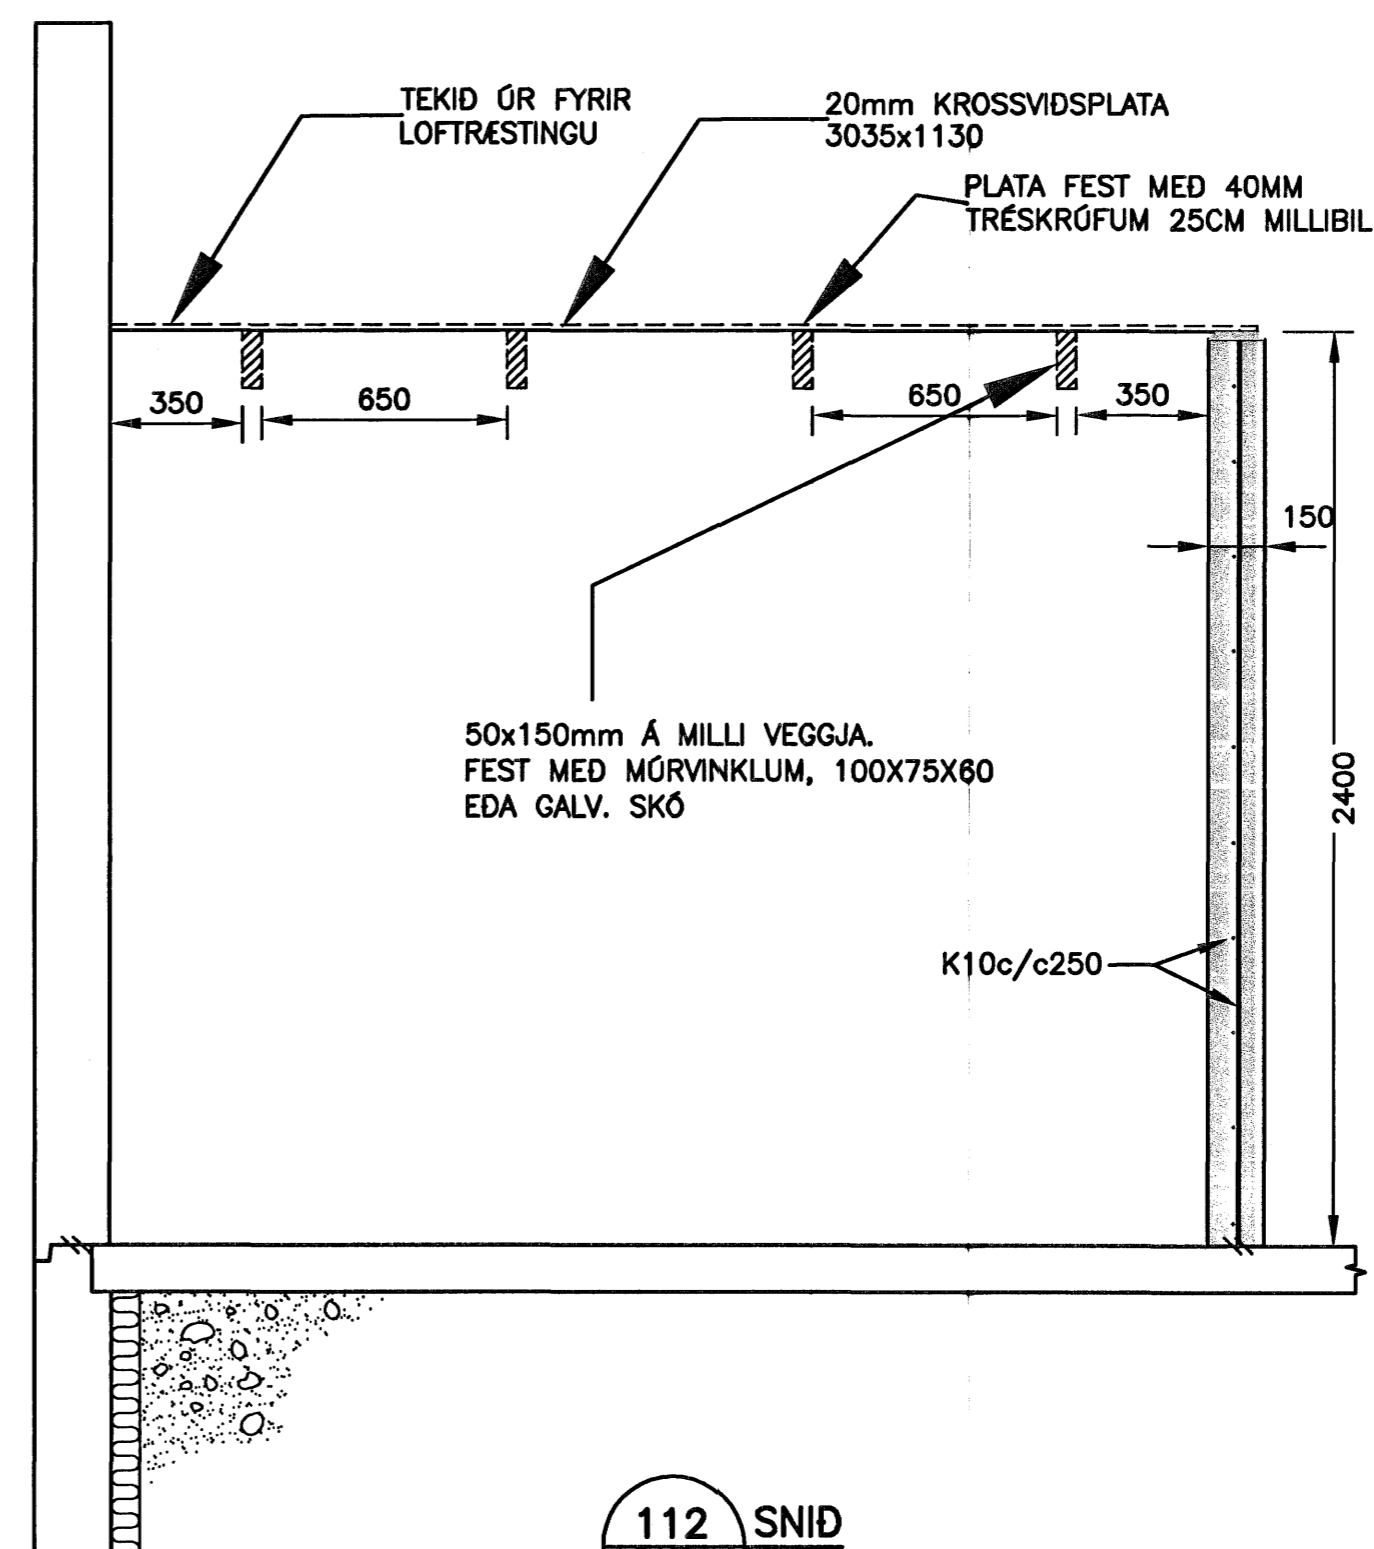 TEKIÐ ÚR FYRIR
LOFTRÆSTINGU
20mm KROSSVIÐSPLATA
3035x1130
PLATA FEST MEÐ 40MM
TRÉSKRÚFUM 25CM MILLIBIL
350
650
650
350
150
50x150mm Á MILLI VEGGJA.
FEST MEÐ MÚRVINKLUM, 100X75X60
EÐA GALV. SKÓ
2400
K10c/c250
112 SNIÐ